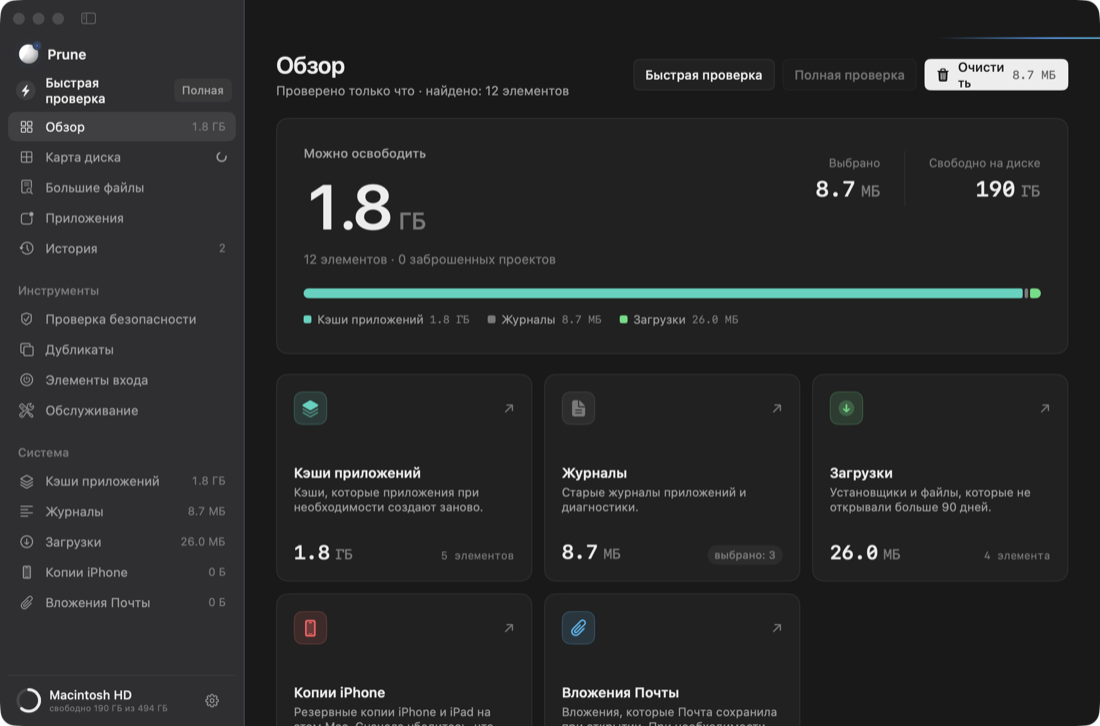 Prune
Быстрая
проверка
Полная
Обзор 1.8 ГБ
Карта диска
Большие файлы
Приложения
История 2
Инструменты
Проверка безопасности
Дубликаты
Элементы входа
Обслуживание
Система
Кэши приложений 1.8 ГБ
Журналы 8.7 МБ
Загрузки 26.0 МБ
Копии iPhone 0 Б
Вложения Почты 0 Б
Macintosh HD
свободно 190 ГБ из 494 ГБ
Обзор
Проверено только что · найдено: 12 элементов
Быстрая проверка
Полная проверка
Очисти
ть
8.7 МБ
Можно освободить
1.8 ГБ
12 элементов · 0 заброшенных проектов
Выбрано
8.7 МБ
Свободно на диске
190 ГБ
Кэши приложений 1.8 ГБ Журналы 8.7 МБ Загрузки 26.0 МБ
Кэши приложений
Кэши, которые приложения при
необходимости создают заново.
1.8 ГБ 5 элементов
Журналы
Старые журналы приложений и
диагностики.
8.7 МБ выбрано: 3
Загрузки
Установщики и файлы, которые не
открывали больше 90 дней.
26.0 МБ 4 элемента
Копии iPhone
Резервные копии iPhone и iPad на
Вложения Почты
Вложения, которые Почта сохранила